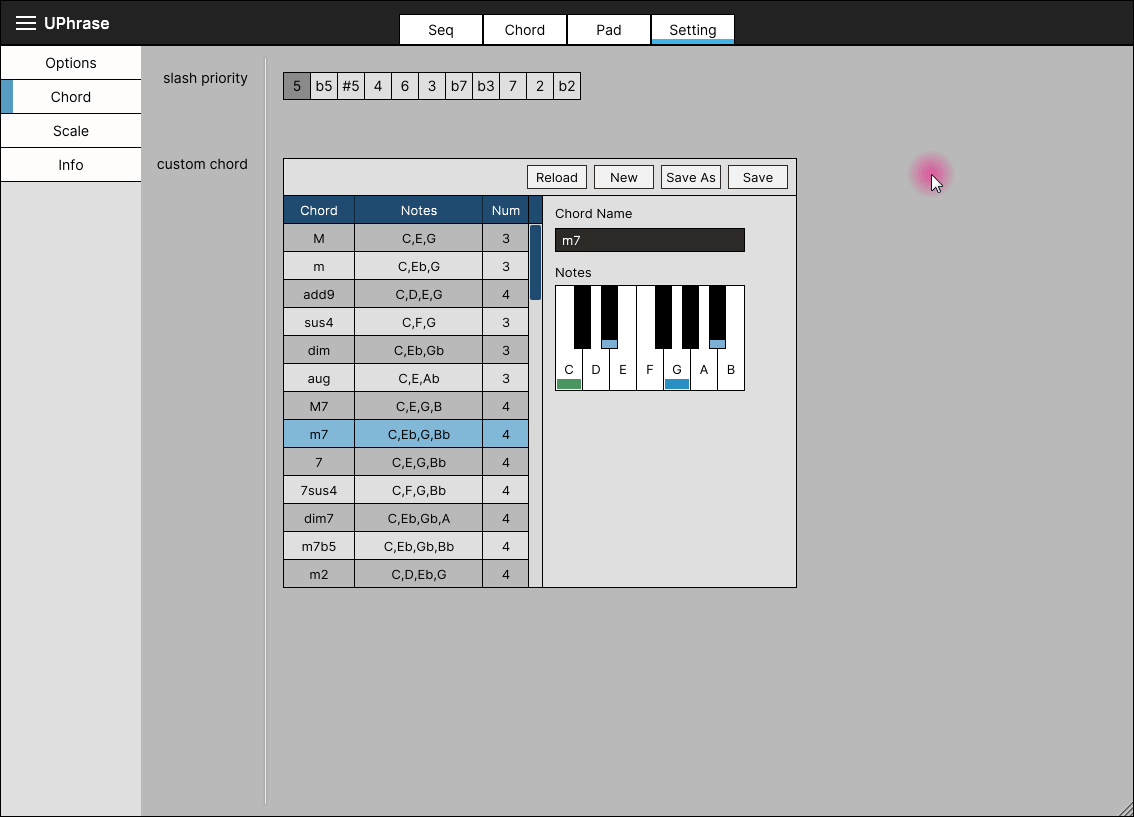 UPhrase
Seq Chord Pad Setting
Options
Chord
Scale
Info
slash priority
5 b5 #5 4 6 3 b7 b3 7 2 b2
custom chord
Reload New Save As Save
Chord Notes Num
M C,E,G 3
m C,Eb,G 3
add9 C,D,E,G 4
sus4 C,F,G 3
dim C,Eb,Gb 3
aug C,E,Ab 3
M7 C,E,G,B 4
m7 C,Eb,G,Bb 4
7 C,E,G,Bb 4
7sus4 C,F,G,Bb 4
dim7 C,Eb,Gb,A 4
m7b5 C,Eb,Gb,Bb 4
m2 C,D,Eb,G 4
Chord Name
m7
Notes
C D E F G A B